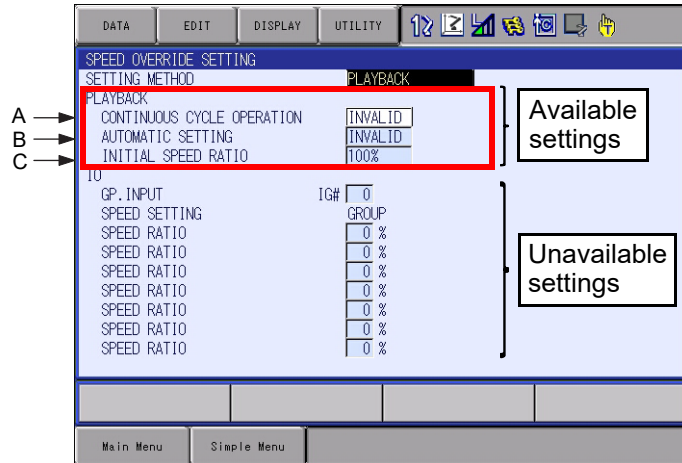 DATA EDIT DISPLAY UTILITY
SPEED OVERRIDE SETTING
SETTING METHOD PLAYBACK
PLAYBACK
A CONTINUOUS CYCLE OPERATION INVALID
B AUTOMATIC SETTING INVALID
C INITIAL SPEED RATIO 100%
Available
settings
IO
GP.INPUT IG# 0
SPEED SETTING GROUP
SPEED RATIO 0 %
SPEED RATIO 0 %
SPEED RATIO 0 %
SPEED RATIO 0 %
SPEED RATIO 0 %
SPEED RATIO 0 %
SPEED RATIO 0 %
Unavailable
settings
Main Menu Simple Menu